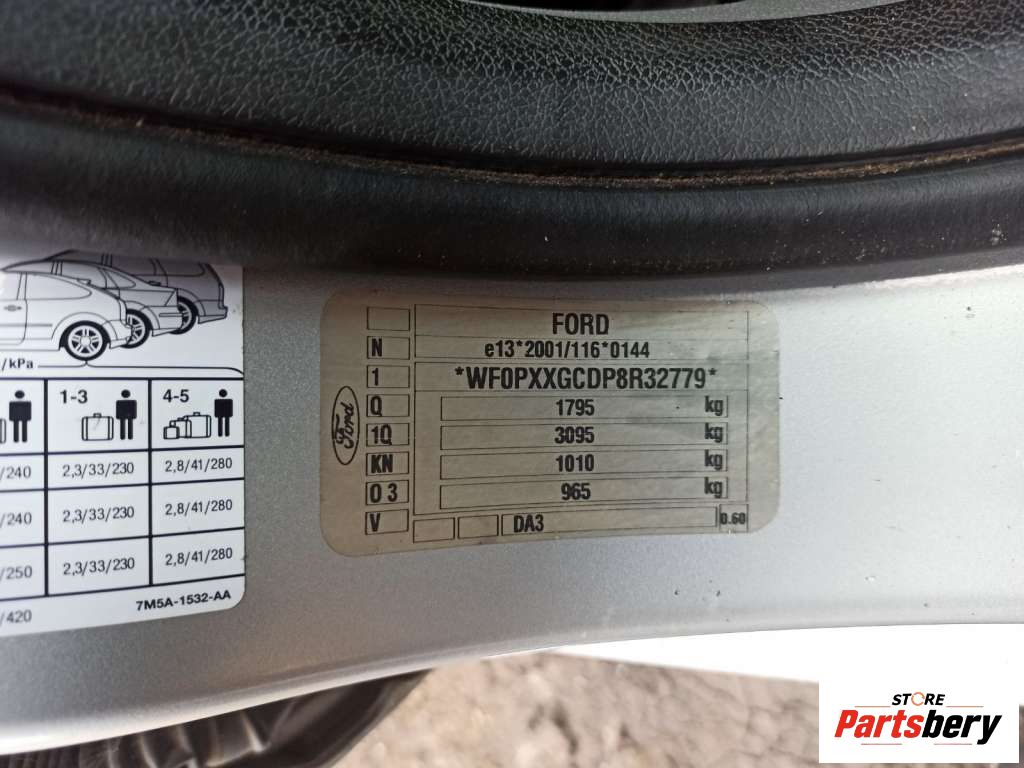 /kPa
1-3
4-5
/240
2,3/33/230
2,8/41/280
/240
2,3/33/230
2,8/41/280
/250
2,3/33/230
2,8/41/280
/420
7M5A-1532-AA
Ford
FORD
N e13*2001/116*0144
1 *WF0PXXGCDP8R32779*
Q 1795 kg
1Q 3095 kg
KN 1010 kg
O 3 965 kg
V DA3 0.60
STORE
Partsbery